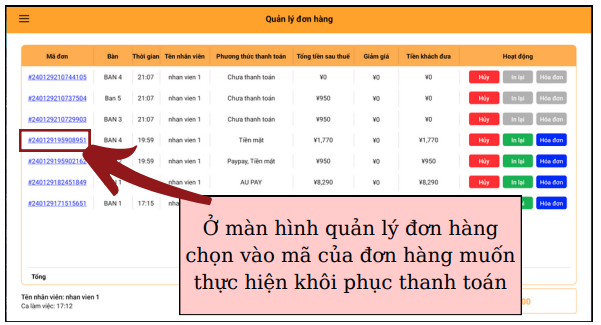 Quản lý đơn hàng
Mã đơn Bàn Thời gian Tên nhân viên Phương thức thanh toán Tổng tiền sau thuế Giảm giá Tiền khách đưa Hoạt động
#240129210744105 BAN 4 21:07 nhan vien 1 Chưa thanh toán ¥0 ¥0 ¥0 Hủy In lại Hóa đơn
#240129210737504 Ban 5 21:07 nhan vien 1 Chưa thanh toán ¥950 ¥0 ¥0 Hủy In lại Hóa đơn
#240129210729903 BAN 3 21:07 nhan vien 1 Chưa thanh toán ¥950 ¥0 ¥0 Hủy In lại Hóa đơn
#240129195908951 BAN 4 19:59 nhan vien 1 Tiền mặt ¥1,770 ¥0 ¥1,770 Hủy In lại Hóa đơn
#240129195902162 19:59 nhan vien 1 Paypay, Tiền mặt ¥950 ¥0 ¥950 Hủy In lại Hóa đơn
#240129182451849 1 nhan vien 1 AU PAY ¥8,290 ¥0 ¥8,290 Hủy In lại Hóa đơn
#240129171515651 BAN 1 17:15 Hóa đơn
Ở màn hình quản lý đơn hàng
chọn vào mã của đơn hàng muốn
thực hiện khôi phục thanh toán
Tổng
Tên nhân viên: nhan vien 1
Ca làm việc: 17:12